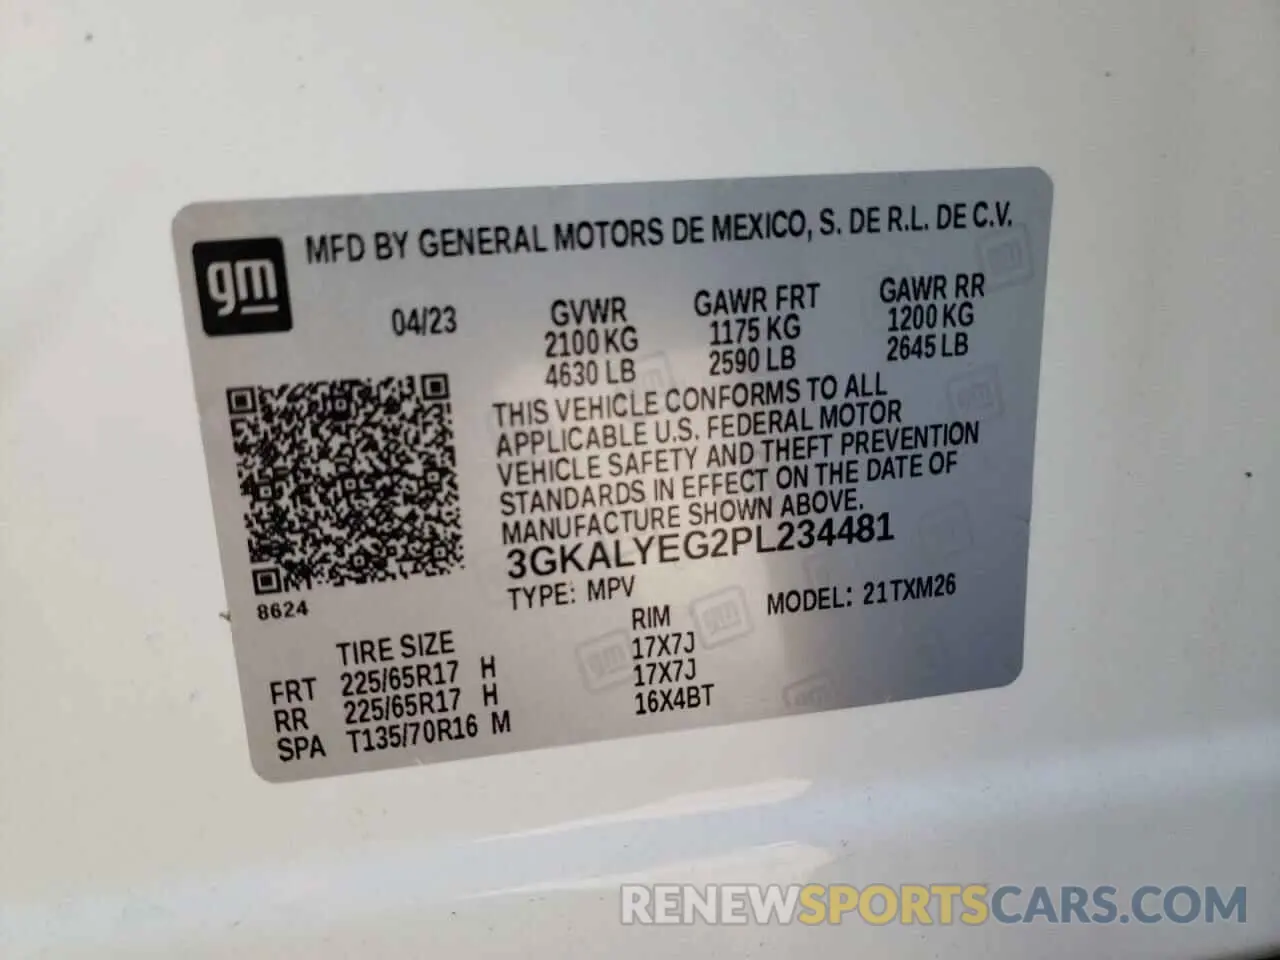 gm
MFD BY GENERAL MOTORS DE MEXICO, S. DE R.L. DE C.V.
04/23 GVWR GAWR FRT GAWR RR
2100 KG 1175 KG 1200 KG
4630 LB 2590 LB 2645 LB
THIS VEHICLE CONFORMS TO ALL
APPLICABLE U.S. FEDERAL MOTOR
VEHICLE SAFETY AND THEFT PREVENTION
STANDARDS IN EFFECT ON THE DATE OF
MANUFACTURE SHOWN ABOVE.
3GKALYEG2PL234481
8624 TYPE: MPV MODEL: 21TXM26
TIRE SIZE RIM
FRT 225/65R17 H 17X7J
RR 225/65R17 H 17X7J
SPA T135/70R16 M 16X4BT
RENEWSPORTSCARS.COM